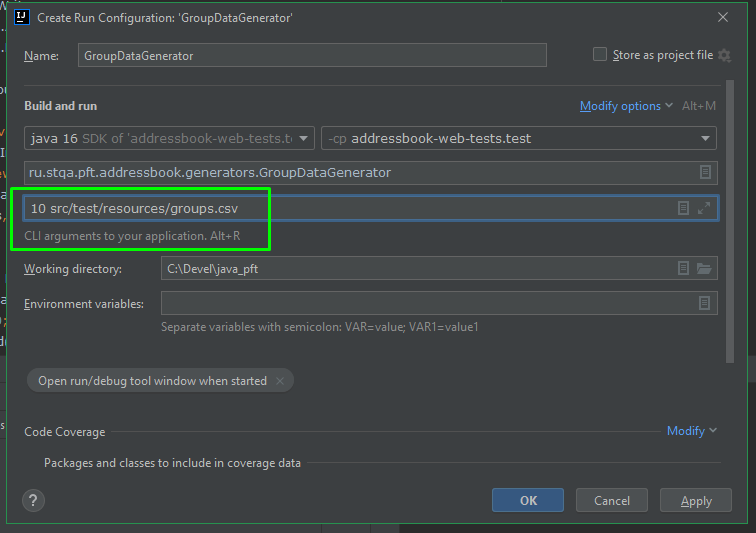 Create Run Configuration: 'GroupDataGenerator'
Name: GroupDataGenerator Store as project file
Build and run Modify options Alt+M
java 16 SDK of 'addressbook-web-tests.t -cp addressbook-web-tests.test
ru.stqa.pft.addressbook.generators.GroupDataGenerator
10 src/test/resources/groups.csv
CLI arguments to your application. Alt+R
Working directory: C:\Devel\java_pft
Environment variables:
Separate variables with semicolon: VAR=value; VAR1=value1
Open run/debug tool window when started
Code Coverage Modify
Packages and classes to include in coverage data
? OK Cancel Apply